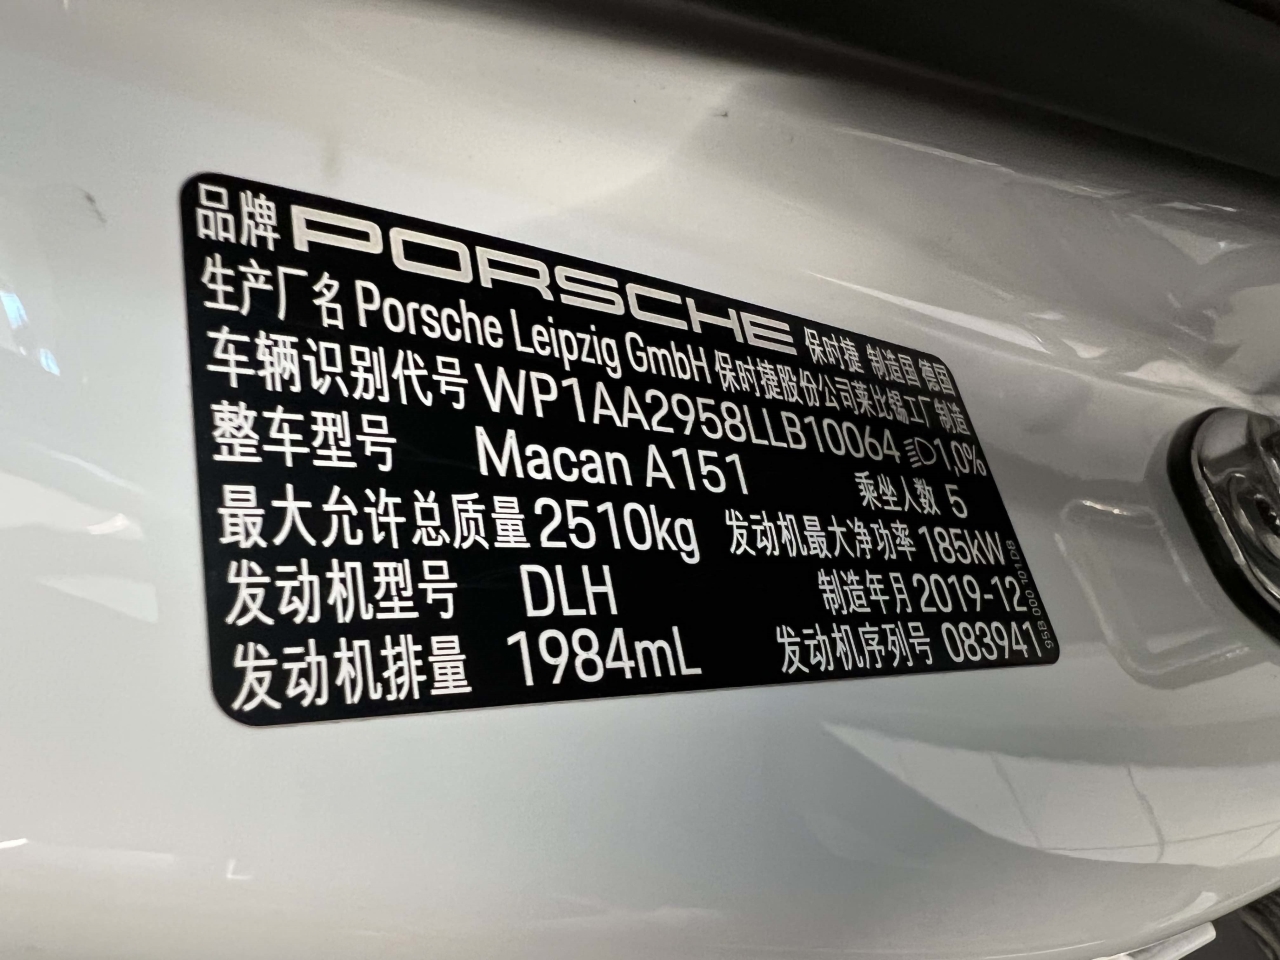 品牌 PORSCHE 保时捷 制造国 德国
生产厂名 Porsche Leipzig GmbH 保时捷股份公司莱比锡工厂制造
车辆识别代号 WP1AA2958LLB10064 1,0%
整车型号 Macan A151 乘坐人数 5
最大允许总质量 2510kg 发动机最大净功率 185kW
发动机型号 DLH 制造年月 2019-12
发动机排量 1984mL 发动机序列号 083941
95B 000 101 DB